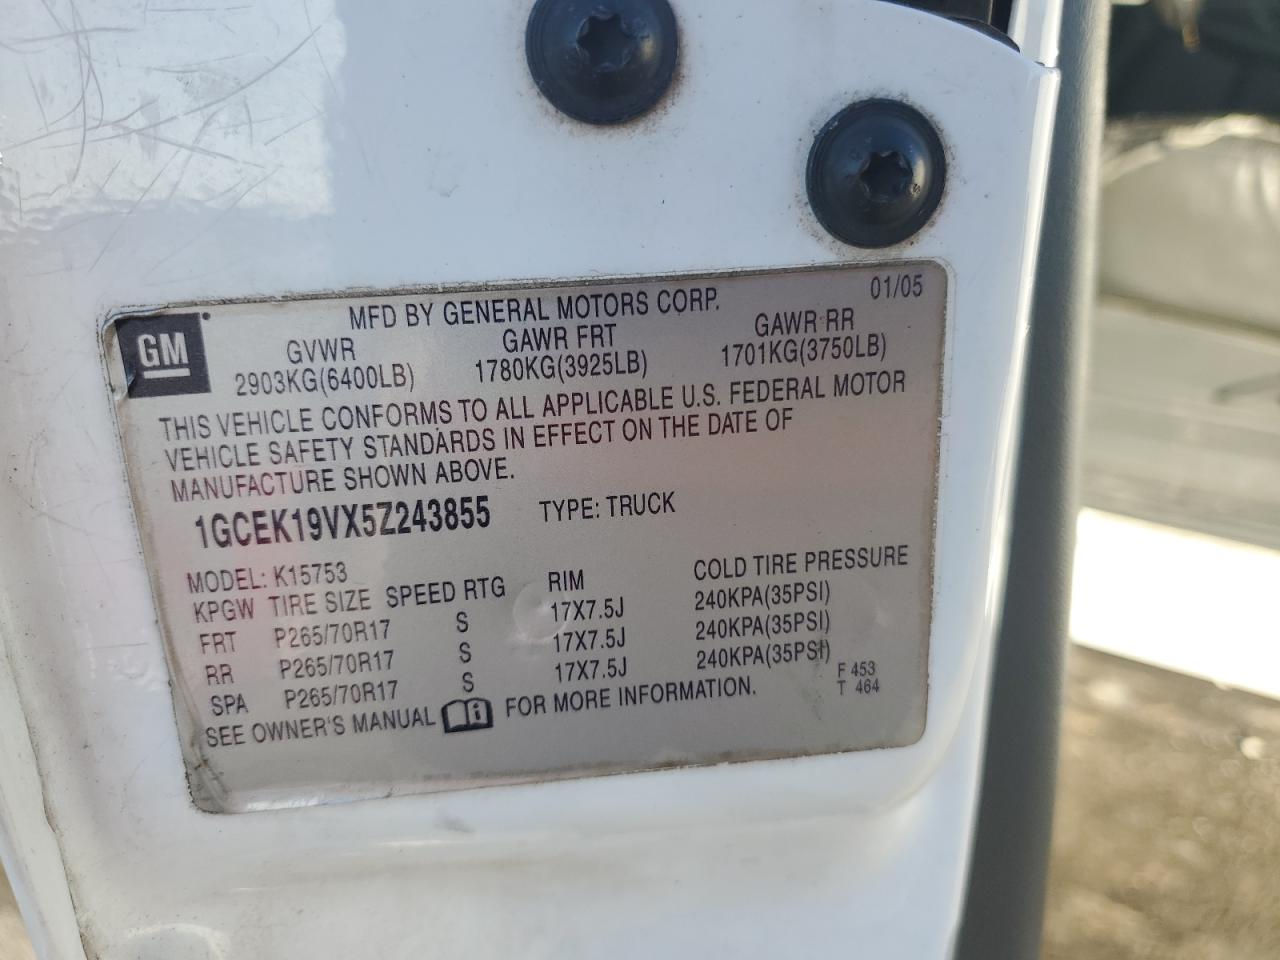 GM
MFD BY GENERAL MOTORS CORP. 01/05
GVWR GAWR FRT GAWR RR
2903KG(6400LB) 1780KG(3925LB) 1701KG(3750LB)
THIS VEHICLE CONFORMS TO ALL APPLICABLE U.S. FEDERAL MOTOR
VEHICLE SAFETY STANDARDS IN EFFECT ON THE DATE OF
MANUFACTURE SHOWN ABOVE.
1GCEK19VX5Z243855 TYPE: TRUCK
MODEL: K15753
KPGW TIRE SIZE SPEED RTG RIM COLD TIRE PRESSURE
FRT P265/70R17 S 17X7.5J 240KPA(35PSI)
RR P265/70R17 S 17X7.5J 240KPA(35PSI)
SPA P265/70R17 S 17X7.5J 240KPA(35PSI)
SEE OWNER'S MANUAL i FOR MORE INFORMATION.
F 453
T 464